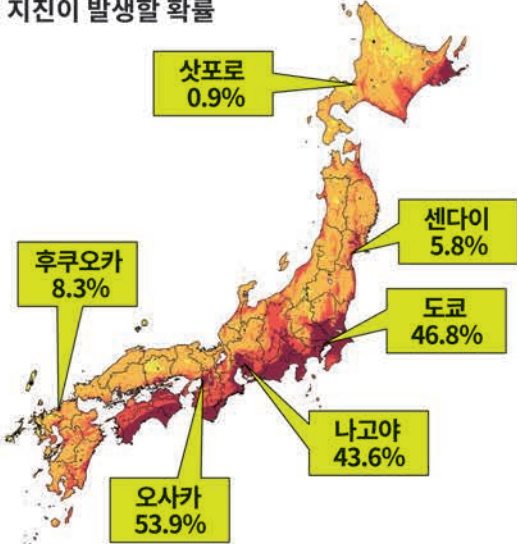 지진이 발생할 확률
삿포로
0.9%
센다이
5.8%
후쿠오카
8.3%
도쿄
46.8%
나고야
43.6%
오사카
53.9%